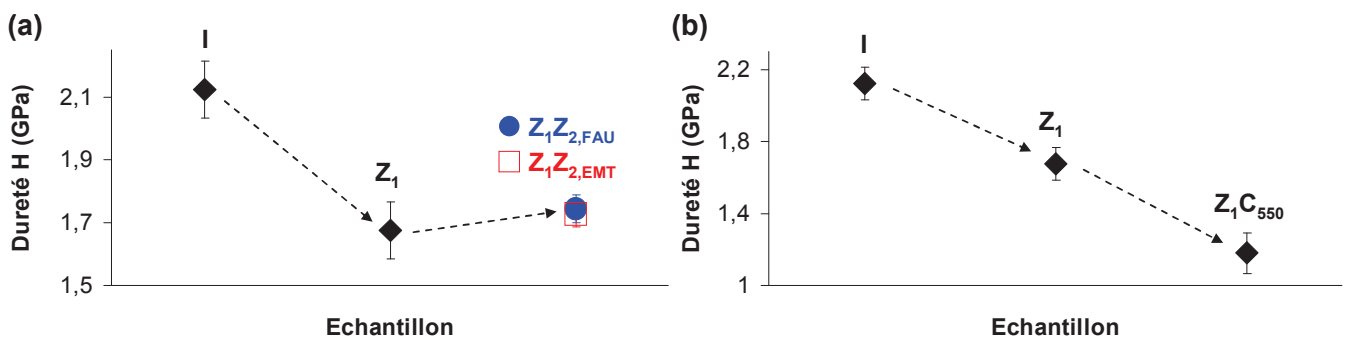 (a)
I
Dureté H (GPa)
2,1
1,9
1,7
1,5
Z₁
Z₁Z₂,FAU
Z₁Z₂,EMT
Echantillon
(b)
I
Dureté H (GPa)
2,2
1,8
1,4
1
Z₁
Z₁C₅₅₀
Echantillon